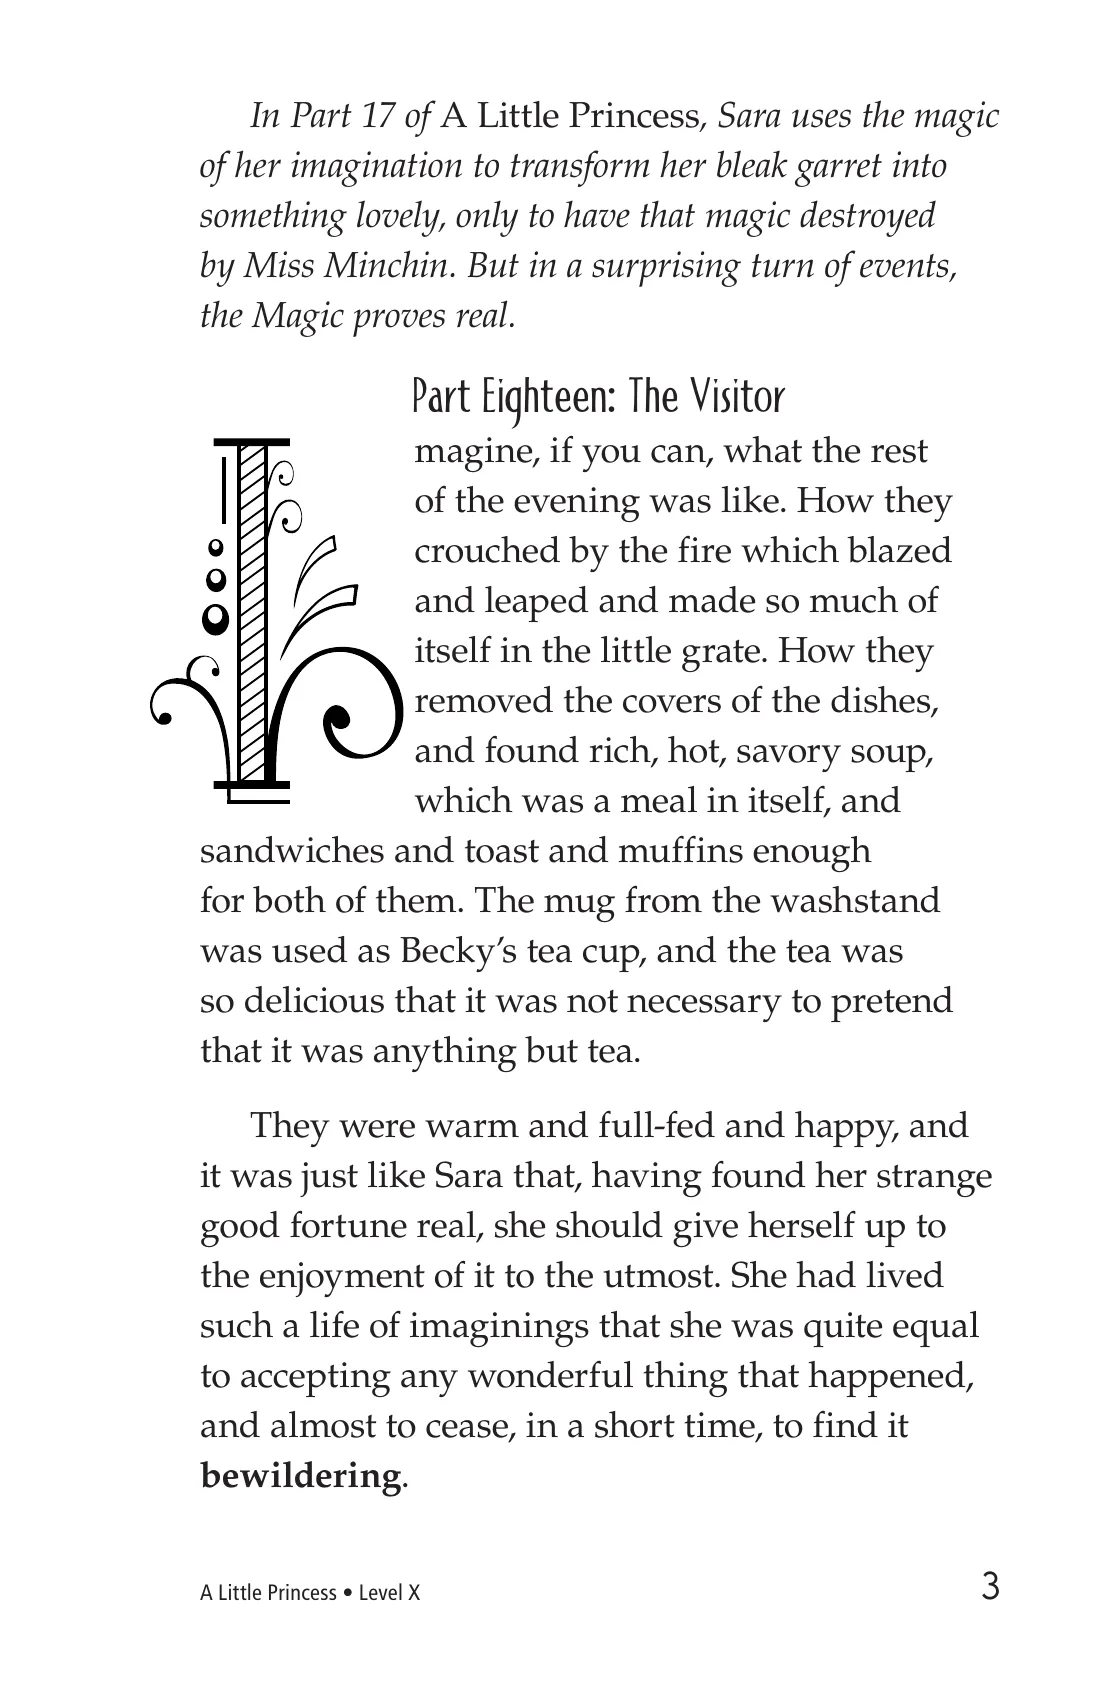 In Part 17 of A Little Princess, Sara uses the magic
of her imagination to transform her bleak garret into
something lovely, only to have that magic destroyed
by Miss Minchin. But in a surprising turn of events,
the Magic proves real.
Part Eighteen: The Visitor
Imagine, if you can, what the rest
of the evening was like. How they
crouched by the fire which blazed
and leaped and made so much of
itself in the little grate. How they
removed the covers of the dishes,
and found rich, hot, savory soup,
which was a meal in itself, and
sandwiches and toast and muffins enough
for both of them. The mug from the washstand
was used as Becky’s tea cup, and the tea was
so delicious that it was not necessary to pretend
that it was anything but tea.
They were warm and full-fed and happy, and
it was just like Sara that, having found her strange
good fortune real, she should give herself up to
the enjoyment of it to the utmost. She had lived
such a life of imaginings that she was quite equal
to accepting any wonderful thing that happened,
and almost to cease, in a short time, to find it
bewildering.
A Little Princess • Level X
3